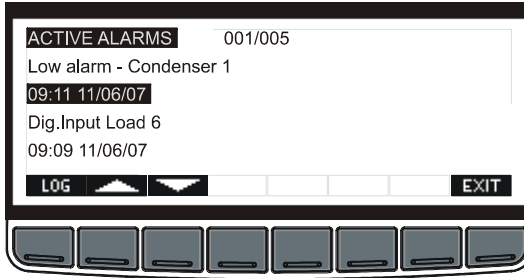 ACTIVE ALARMS 001/005
Low alarm - Condenser 1
09:11 11/06/07
Dig.Input Load 6
09:09 11/06/07
LOG EXIT